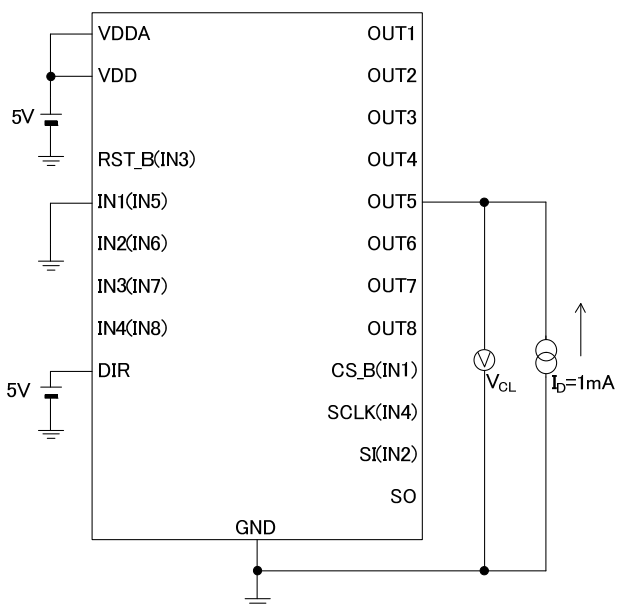 VDDA
VDD
5V
RST_B(IN3)
IN1(IN5)
IN2(IN6)
IN3(IN7)
IN4(IN8)
DIR
5V
OUT1
OUT2
OUT3
OUT4
OUT5
OUT6
OUT7
OUT8
CS_B(IN1)
SCLK(IN4)
SI(IN2)
SO
GND
V
VCL
ID=1mA